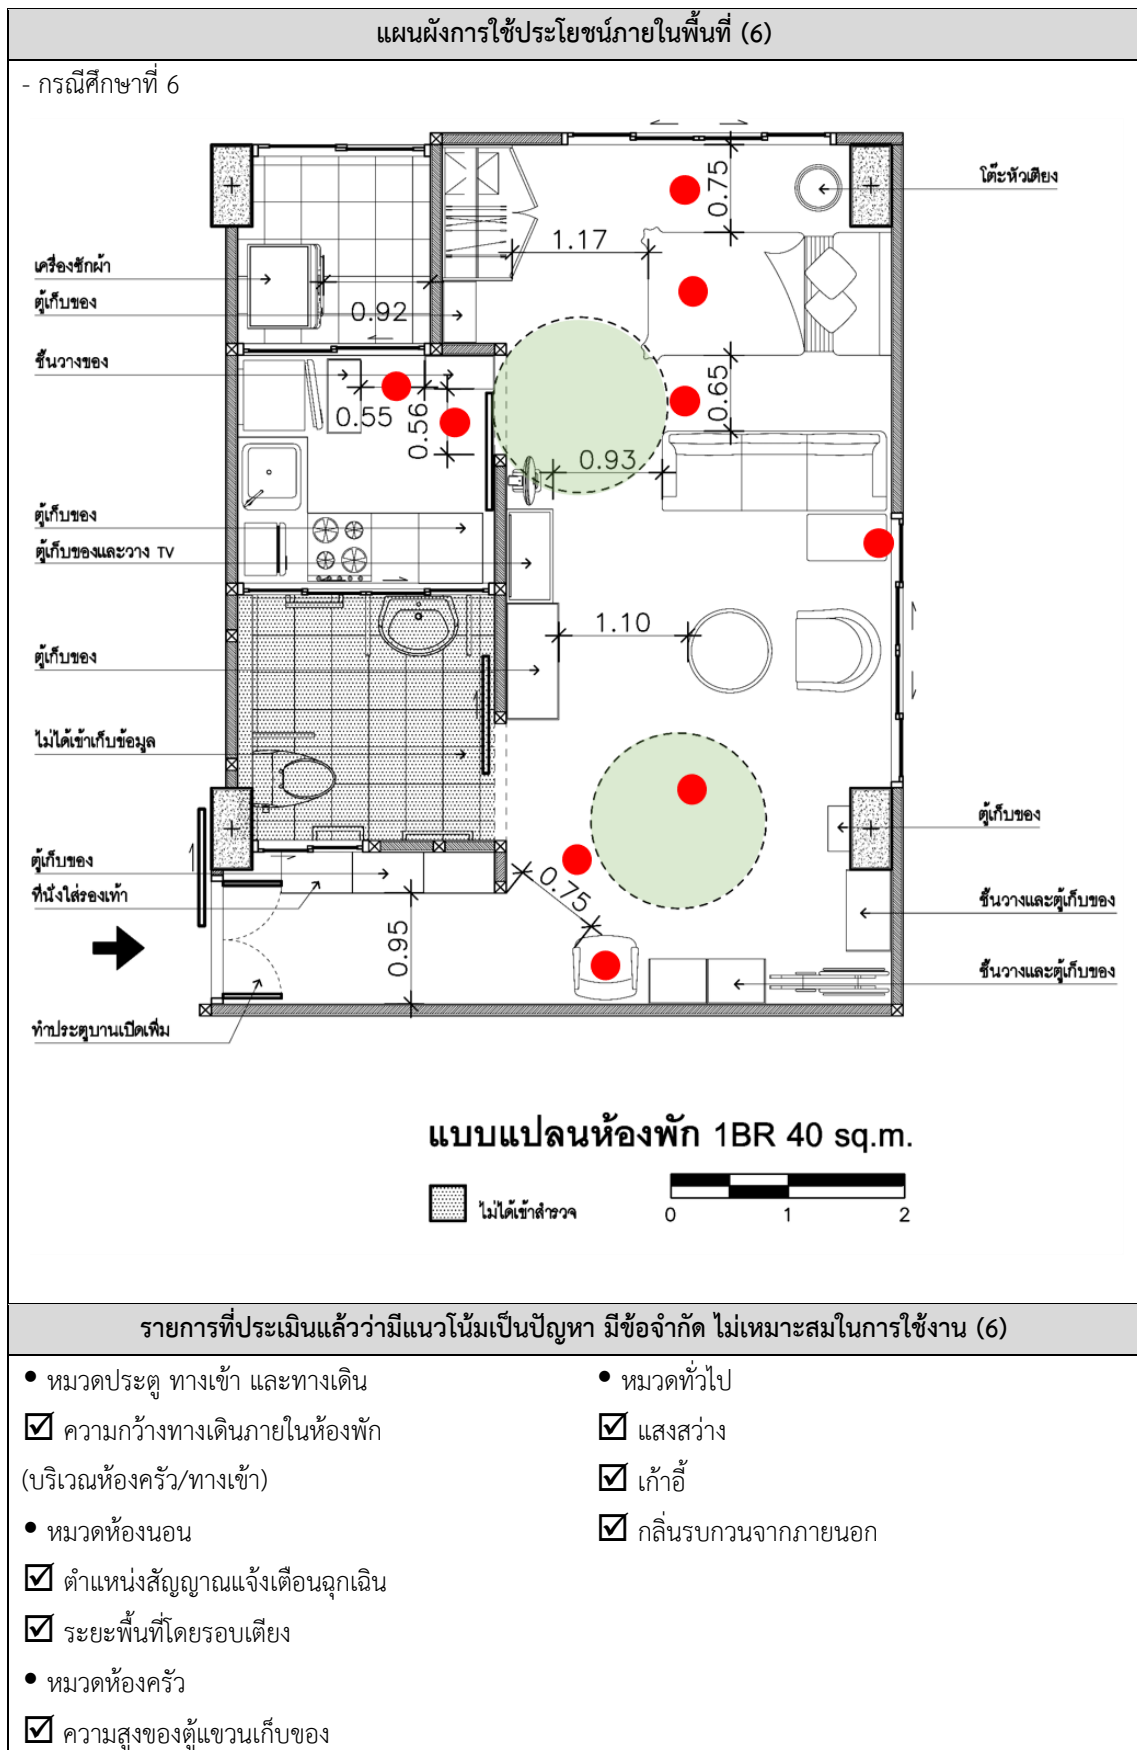 แผนผังการใช้ประโยชน์ภายในพื้นที่ (6)
- กรณีศึกษาที่ 6
โต๊ะหัวเตียง
0.75
1.17
เครื่องซักผ้า
ตู้เก็บของ
0.92
ชั้นวางของ
0.55
0.56
0.65
0.93
ตู้เก็บของ
ตู้เก็บของและวาง TV
1.10
ตู้เก็บของ
ไม่ได้เข้าเก็บข้อมูล
ตู้เก็บของ
ตู้เก็บของ
ที่นั่งใส่รองเท้า
0.75
ชั้นวางและตู้เก็บของ
0.95
ชั้นวางและตู้เก็บของ
ทำประตูบานเปิดเพิ่ม
แบบแปลนห้องพัก 1BR 40 sq.m.
ไม่ได้เข้าสำรวจ
0 1 2
รายการที่ประเมินแล้วว่ามีแนวโน้มเป็นปัญหา มีข้อจำกัด ไม่เหมาะสมในการใช้งาน (6)
• หมวดประตู ทางเข้า และทางเดิน
☑ ความกว้างทางเดินภายในห้องพัก
(บริเวณห้องครัว/ทางเข้า)
• หมวดห้องนอน
☑ ตำแหน่งสัญญาณแจ้งเตือนฉุกเฉิน
☑ ระยะพื้นที่โดยรอบเตียง
• หมวดห้องครัว
☑ ความสูงของตู้แขวนเก็บของ
• หมวดทั่วไป
☑ แสงสว่าง
☑ เก้าอี้
☑ กลิ่นรบกวนจากภายนอก